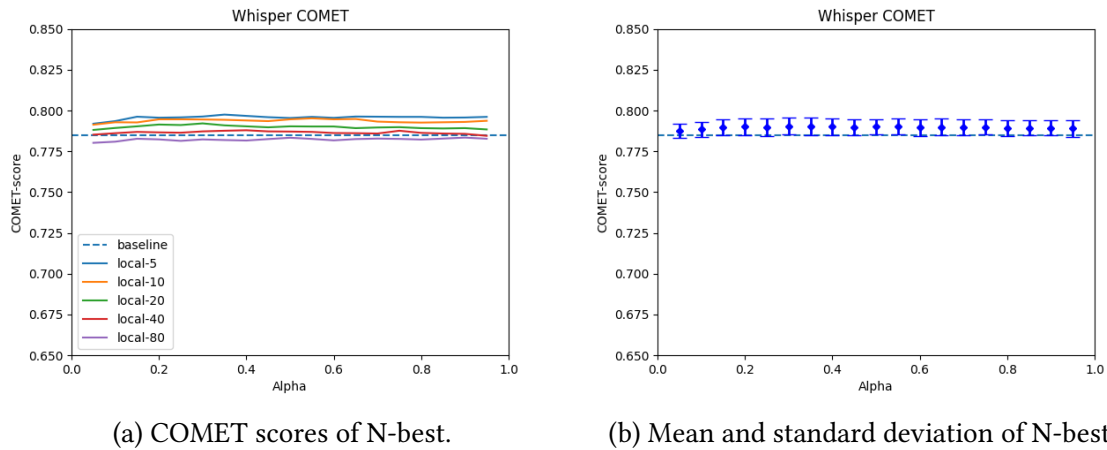 Whisper COMET
COMET-score
0.850
0.825
0.800
0.775
0.750
0.725
0.700
0.675
0.650
baseline
local-5
local-10
local-20
local-40
local-80
0.0 0.2 0.4 0.6 0.8 1.0
Alpha
(a) COMET scores of N-best.
Whisper COMET
COMET-score
0.850
0.825
0.800
0.775
0.750
0.725
0.700
0.675
0.650
0.0 0.2 0.4 0.6 0.8 1.0
Alpha
(b) Mean and standard deviation of N-best